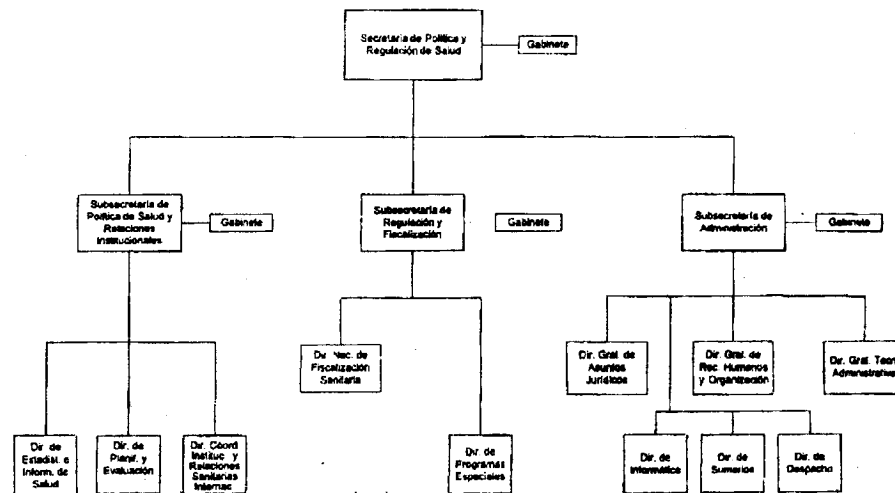 Secretaria de Política y
Regulación de Salud
Gabinete
Subsecretaría de
Política de Salud y
Relaciones
Institucionales
Gabinete
Subsecretaría de
Regulación y
Fiscalización
Gabinete
Subsecretaría de
Administración
Gabinete
Dir. Nac. de
Fiscalización
Sanitaria
Dir. Gral. de
Asuntos
Jurídicos
Dir. Gral. de
Rec. Humanos
y Organización
Dir. Gral. Tecn
Administrativa
Dir. de
Estadist. e
Inform. de
Salud
Dir. de
Planif. y
Evaluación
Dir. Coord
Instituc y
Relaciones
Sanitarias
Internac
Dir. de
Programas
Especiales
Dir. de
Informática
Dir. de
Sumarios
Dir. de
Despacho